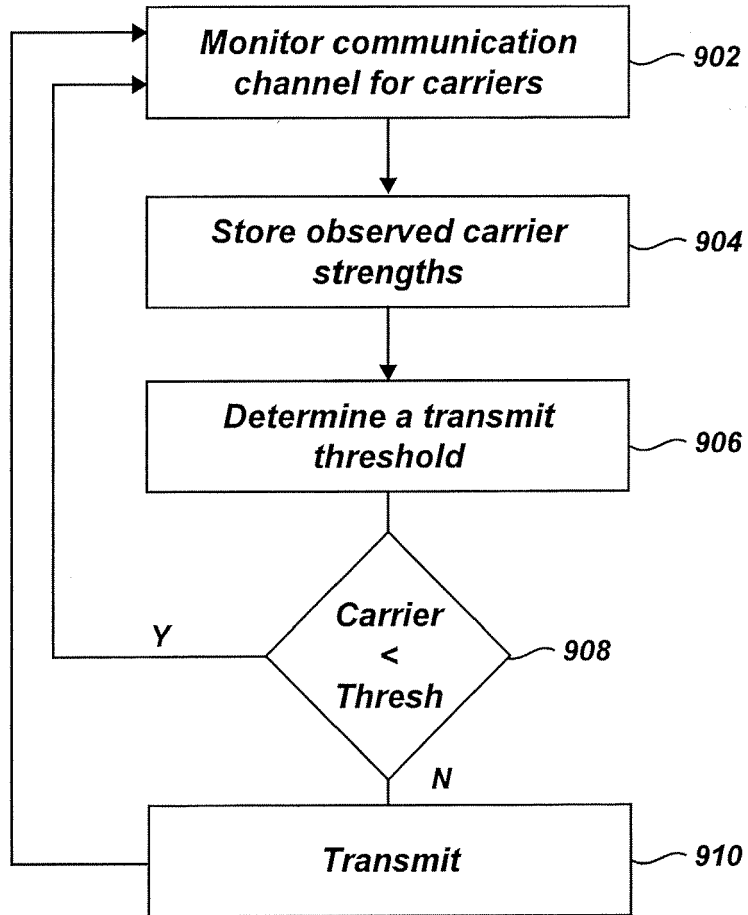 Monitor communication
channel for carriers
902
Store observed carrier
strengths
904
Determine a transmit
threshold
906
Carrier
<
Thresh
908
Y
N
Transmit
910